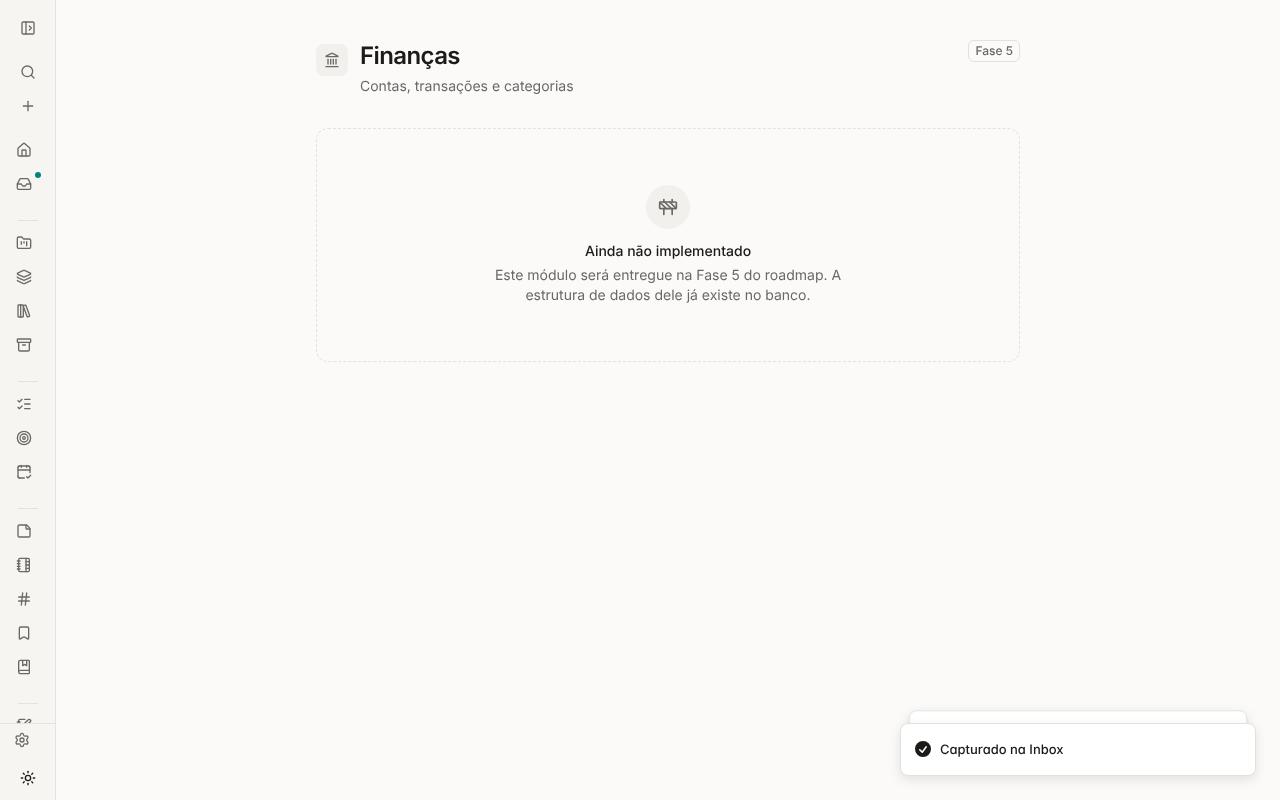 Finanças
Fase 5
Contas, transações e categorias
Ainda não implementado
Este módulo será entregue na Fase 5 do roadmap. A
estrutura de dados dele já existe no banco.
Capturado na Inbox